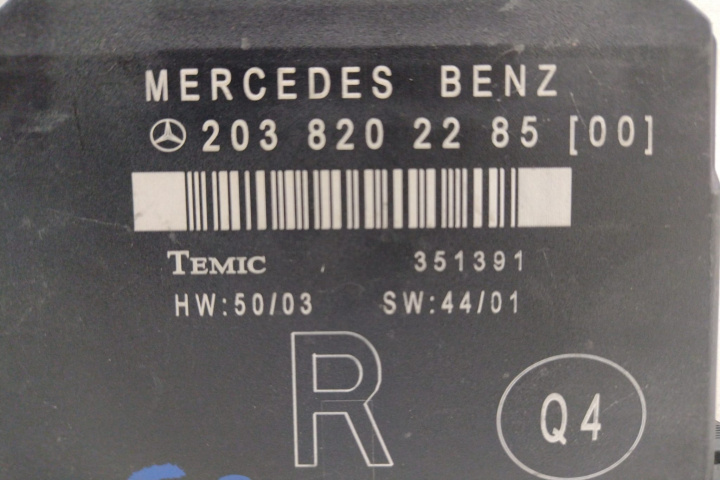 MERCEDES BENZ
203 820 22 85 [00]
TEMIC 351391
HW:50/03 SW:44/01
R
Q4